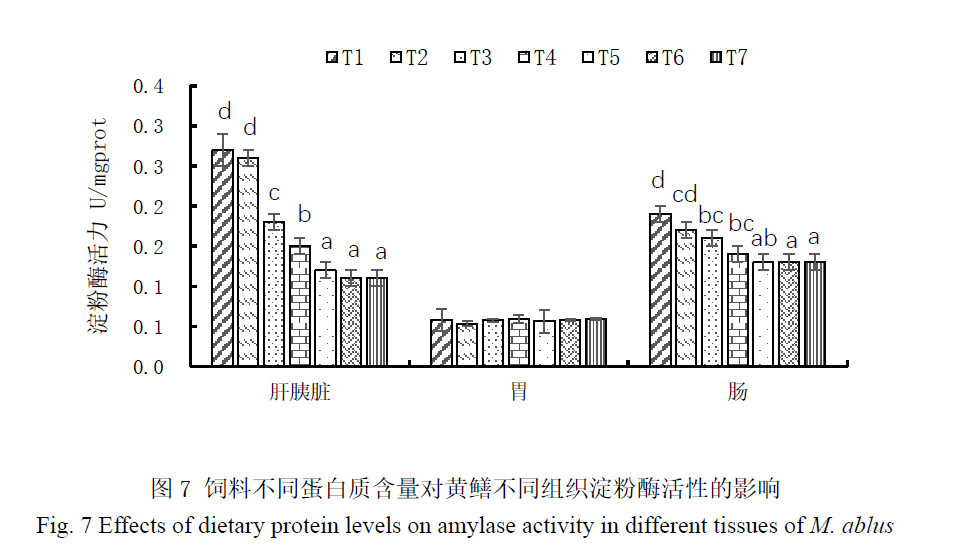 T1 T2 T3 T4 T5 T6 T7
0.4
0.3
0.3
0.2
0.2
0.1
0.1
0.0
淀粉酶活力 U/mgprot
d d c b a a a
d cd bc bc ab a a
肝胰脏 胃 肠
图 7 饲料不同蛋白质含量对黄鳝不同组织淀粉酶活性的影响
Fig. 7 Effects of dietary protein levels on amylase activity in different tissues of M. ablus